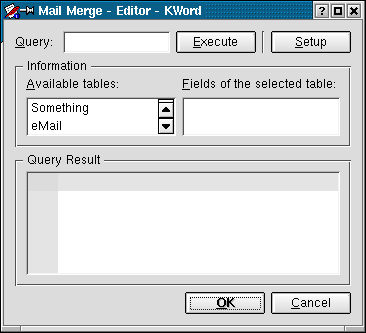 Mail Merge - Editor - KWord
Query: Execute Setup
Information
Available tables: Fields of the selected table:
Something
eMail
Query Result
OK Cancel